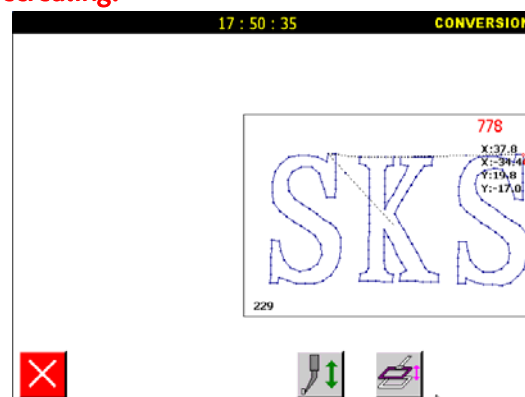 17 : 50 : 35 CONVERSION
778
X:37.8
X:-34.4
Y:19.8
Y:-17.0
SKS
229